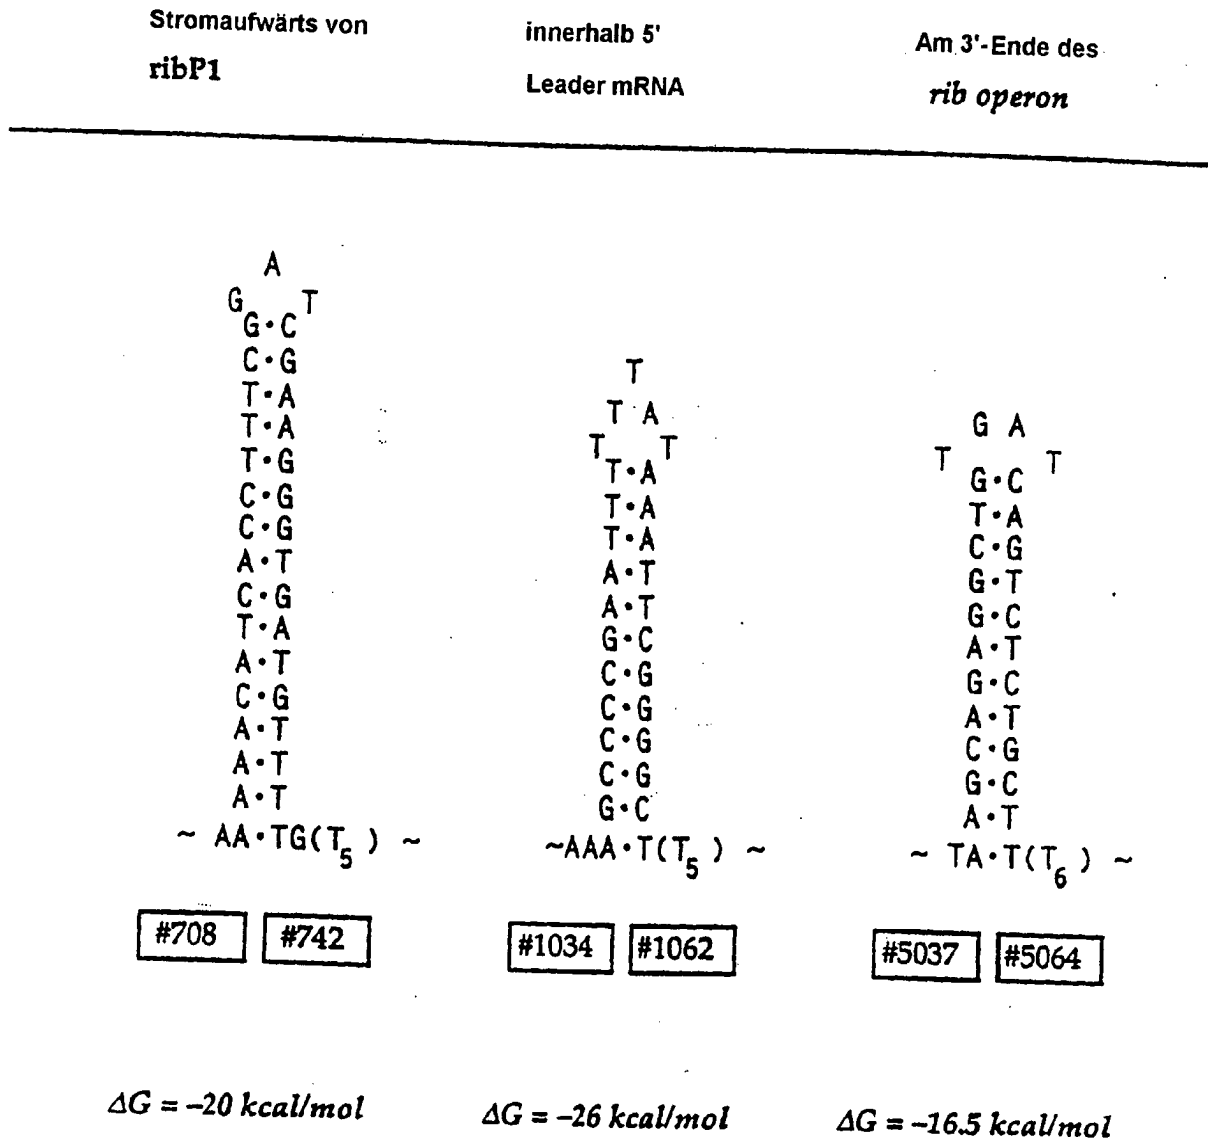 Stromaufwärts von
ribP1
innerhalb 5'
Leader mRNA
Am 3'-Ende des
rib operon
A
G T
G·C
C·G
T·A
T·A
T·G
C·G
C·G
A·T
C·G
T·A
A·T
C·G
A·T
A·T
A·T
~ AA·TG(T5) ~
T
T A
T T
T·A
T·A
T·A
A·T
A·T
G·C
C·G
C·G
C·G
C·G
G·C
~AAA·T(T5) ~
G A
T T
G·C
T·A
C·G
G·T
G·C
A·T
G·C
A·T
C·G
G·C
A·T
~ TA·T(T6) ~
#708 #742
#1034 #1062
#5037 #5064
ΔG = -20 kcal/mol
ΔG = -26 kcal/mol
ΔG = -16.5 kcal/mol